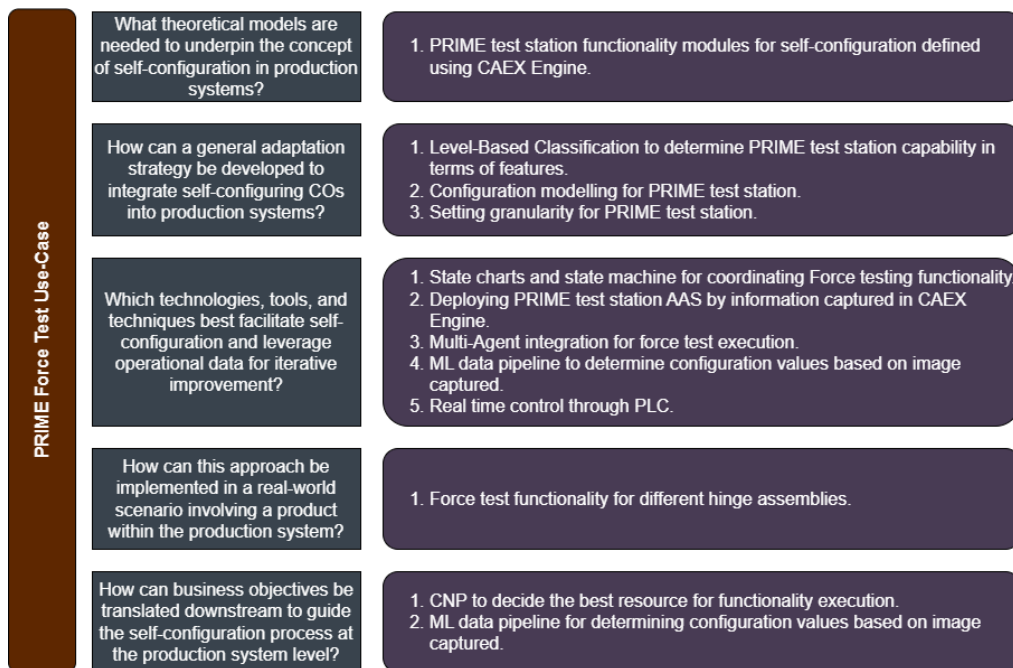 PRIME Force Test Use-Case
What theoretical models are
needed to underpin the concept
of self-configuration in production
systems?
1. PRIME test station functionality modules for self-configuration defined
using CAEX Engine.
How can a general adaptation
strategy be developed to
integrate self-configuring COs
into production systems?
1. Level-Based Classification to determine PRIME test station capability in
terms of features.
2. Configuration modelling for PRIME test station.
3. Setting granularity for PRIME test station.
Which technologies, tools, and
techniques best facilitate self-
configuration and leverage
operational data for iterative
improvement?
1. State charts and state machine for coordinating Force testing functionality.
2. Deploying PRIME test station AAS by information captured in CAEX
Engine.
3. Multi-Agent integration for force test execution.
4. ML data pipeline to determine configuration values based on image
captured.
5. Real time control through PLC.
How can this approach be
implemented in a real-world
scenario involving a product
within the production system?
1. Force test functionality for different hinge assemblies.
How can business objectives be
translated downstream to guide
the self-configuration process at
the production system level?
1. CNP to decide the best resource for functionality execution.
2. ML data pipeline for determining configuration values based on image
captured.